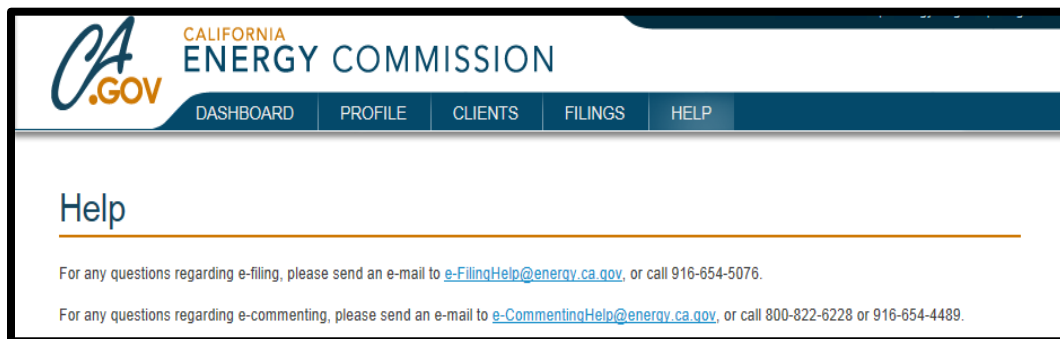 CA.GOV
CALIFORNIA
ENERGY COMMISSION
DASHBOARD PROFILE CLIENTS FILINGS HELP
Help
For any questions regarding e-filing, please send an e-mail to e-FilingHelp@energy.ca.gov, or call 916-654-5076.
For any questions regarding e-commenting, please send an e-mail to e-CommentingHelp@energy.ca.gov, or call 800-822-6228 or 916-654-4489.